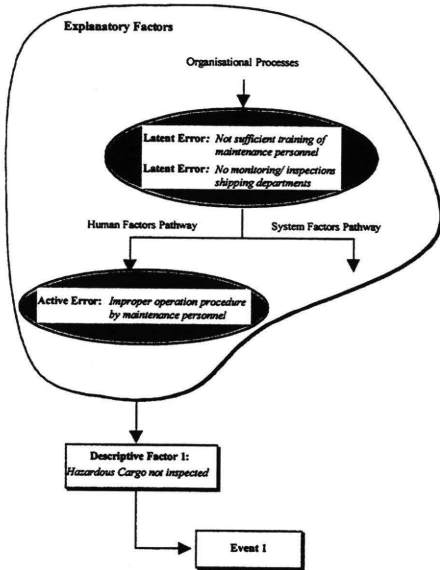 Explanatory Factors
Organisational Processes
Latent Error: Not sufficient training of
maintenance personnel
Latent Error: No monitoring/ inspections
shipping departments
Human Factors Pathway
System Factors Pathway
Active Error: Improper operation procedure
by maintenance personnel
Descriptive Factor 1:
Hazardous Cargo not inspected
Event 1